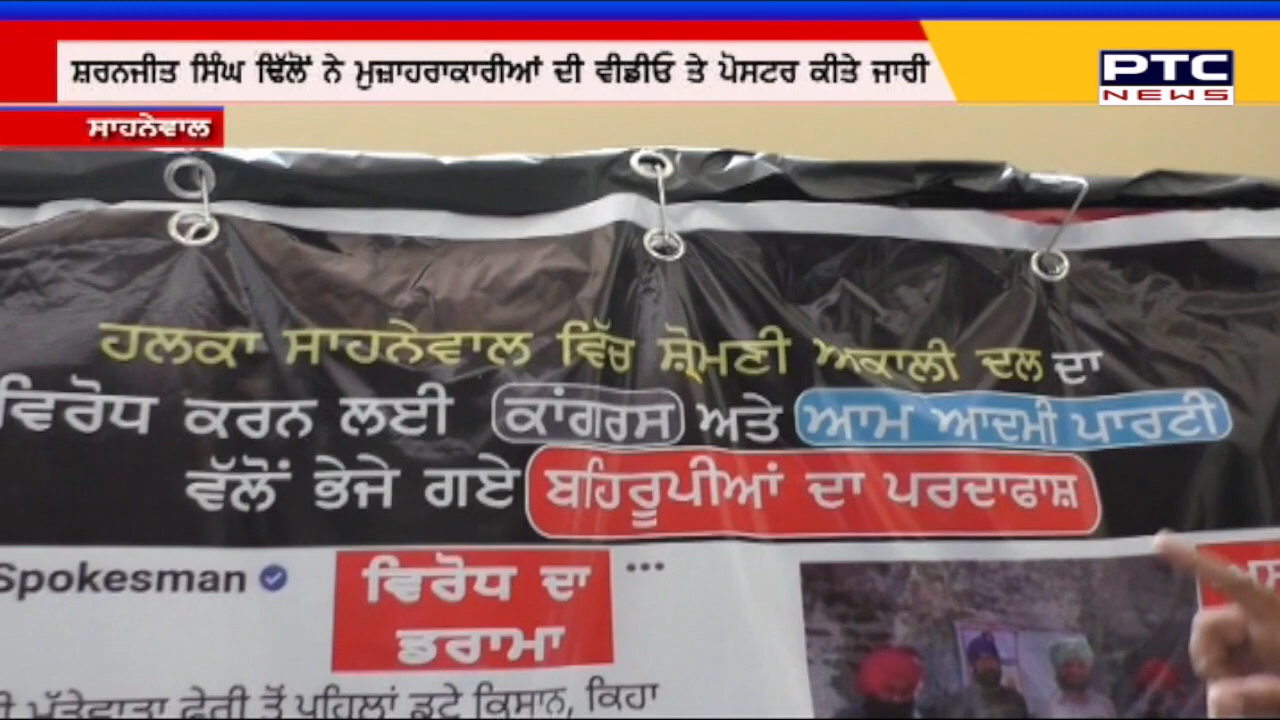 ਸ਼ਰਨਜੀਤ ਸਿੰਘ ਢਿੱਲੋਂ ਨੇ ਮੁਜ਼ਾਹਰਾਕਾਰੀਆਂ ਦੀ ਵੀਡੀਓ ਤੇ ਪੋਸਟਰ ਕੀਤੇ ਜਾਰੀ
PTC
NEWS
ਸਾਹਨੇਵਾਲ
ਹਲਕਾ ਸਾਹਨੇਵਾਲ ਵਿੱਚ ਸ਼੍ਰੋਮਣੀ ਅਕਾਲੀ ਦਲ ਦਾ
ਵਿਰੋਧ ਕਰਨ ਲਈ ਕਾਂਗਰਸ ਅਤੇ ਆਮ ਆਦਮੀ ਪਾਰਟੀ
ਵੱਲੋਂ ਭੇਜੇ ਗਏ ਬਹਿਰੂਪੀਆਂ ਦਾ ਪਰਦਾਫਾਸ਼
Spokesman
ਵਿਰੋਧ ਦਾ
ਡਰਾਮਾ
ਤੋਂ ਪਹਿਲਾਂ ਡਟੇ ਕਿਸਾਨ, ਕਿਹਾ